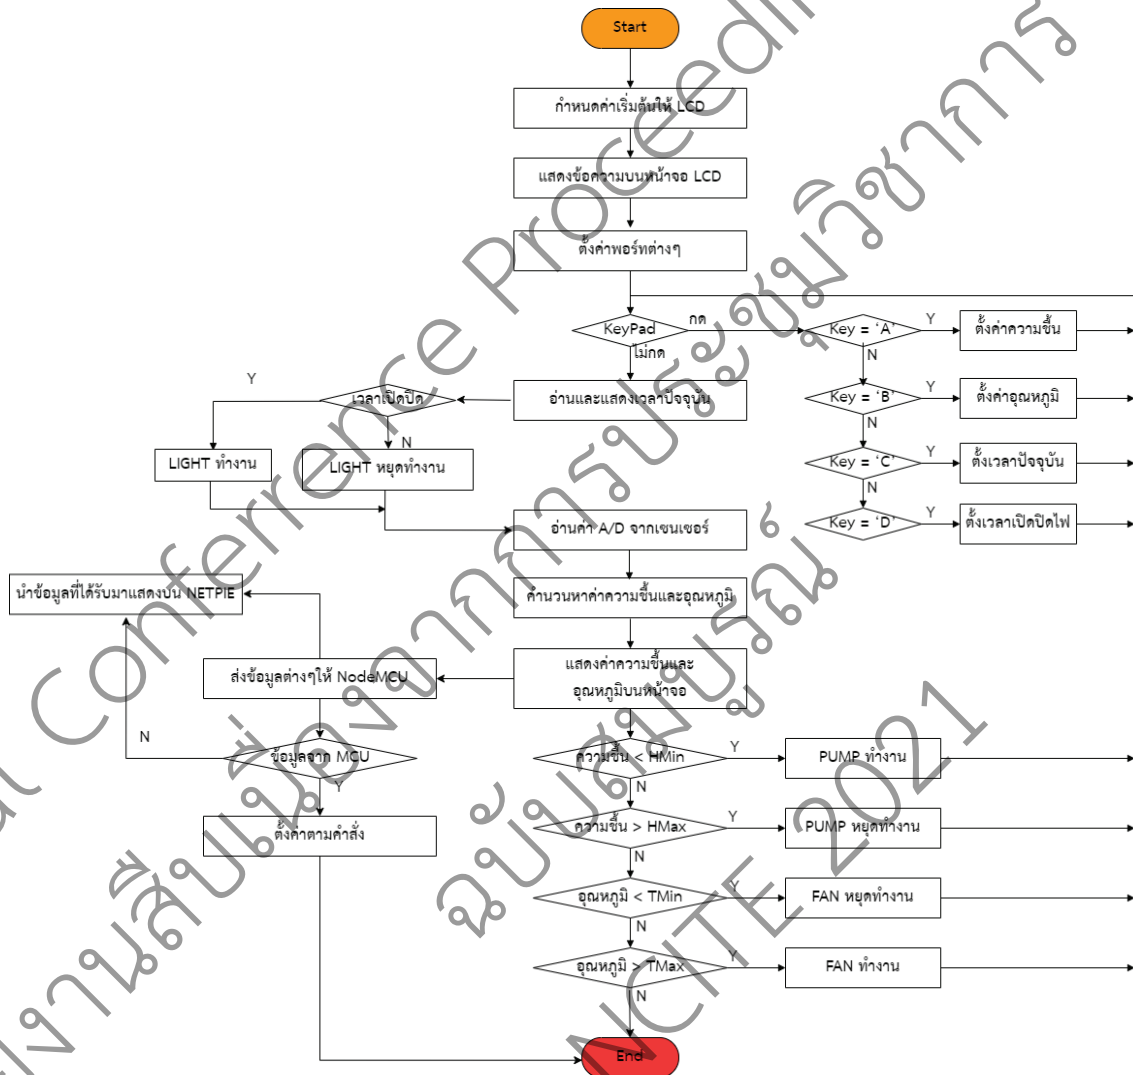 Start
กำหนดค่าเริ่มต้นให้ LCD
แสดงข้อความบนหน้าจอ LCD
ตั้งค่าพอร์ทต่างๆ
KeyPad
กด
ไม่กด
Key = 'A'
Y
ตั้งค่าความชื้น
N
Key = 'B'
Y
ตั้งค่าอุณหภูมิ
N
Key = 'C'
Y
ตั้งเวลาปัจจุบัน
N
Key = 'D'
Y
ตั้งเวลาเปิดปิดไฟ
อ่านและแสดงเวลาปัจจุบัน
เวลาเปิดปิด
Y
N
LIGHT ทำงาน
LIGHT หยุดทำงาน
อ่านค่า A/D จากเซนเซอร์
คำนวนหาค่าความชื้นและอุณหภูมิ
แสดงค่าความชื้นและ
อุณหภูมิบนหน้าจอ
นำข้อมูลที่ได้รับมาแสดงบน NETPIE
ส่งข้อมูลต่างๆให้ NodeMCU
N
ข้อมูลจาก MCU
Y
ตั้งค่าตามคำสั่ง
ความชื้น < HMin
Y
PUMP ทำงาน
N
ความชื้น > HMax
Y
PUMP หยุดทำงาน
N
อุณหภูมิ < TMin
Y
FAN หยุดทำงาน
N
อุณหภูมิ > TMax
Y
FAN ทำงาน
N
End
Conferrence
ฉบับสมบูรณ์
NCITE 2021